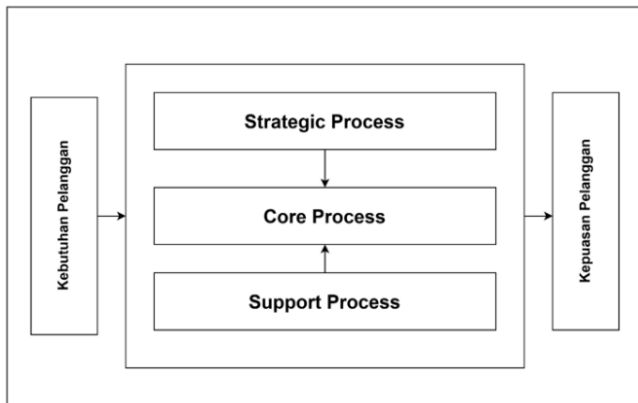 Kebutuhan Pelanggan
Strategic Process
Core Process
Support Process
Kepuasan Pelanggan